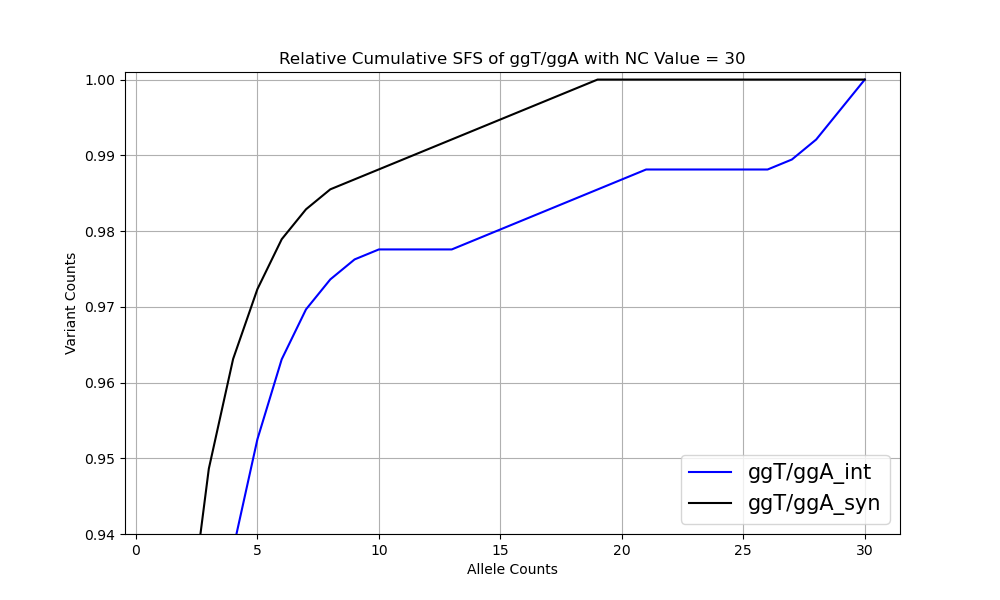 Relative Cumulative SFS of ggT/ggA with NC Value = 30
Variant Counts
1.00
0.99
0.98
0.97
0.96
0.95
0.94
0 5 10 15 20 25 30
Allele Counts
ggT/ggA_int
ggT/ggA_syn